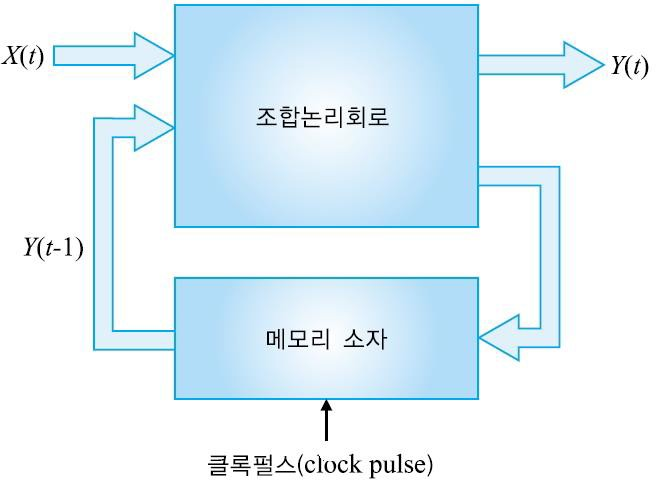 X(t)
Y(t)
조합논리회로
Y(t-1)
메모리 소자
클록펄스(clock pulse)